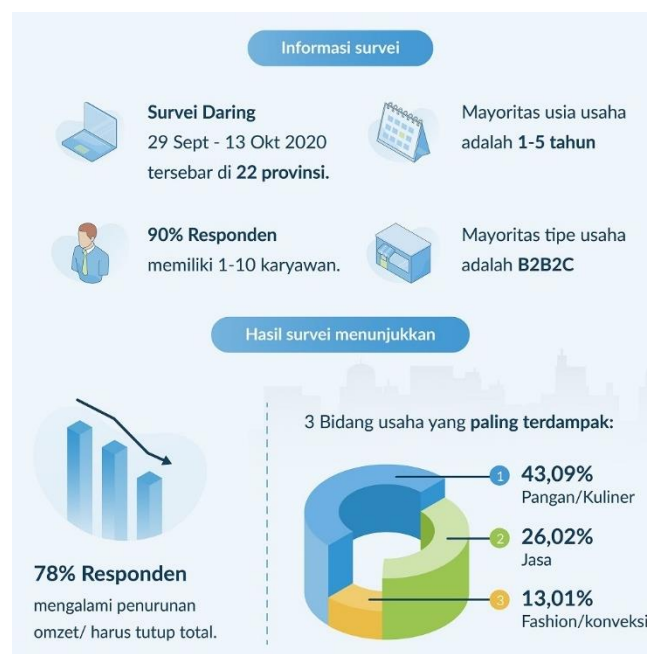 Informasi survei
Survei Daring
29 Sept - 13 Okt 2020
tersebar di 22 provinsi.
Mayoritas usia usaha
adalah 1-5 tahun
90% Responden
memiliki 1-10 karyawan.
Mayoritas tipe usaha
adalah B2B2C
Hasil survei menunjukkan
78% Responden
mengalami penurunan
omzet/ harus tutup total.
3 Bidang usaha yang paling terdampak:
1
43,09%
Pangan/Kuliner
2
26,02%
Jasa
3
13,01%
Fashion/konveksi